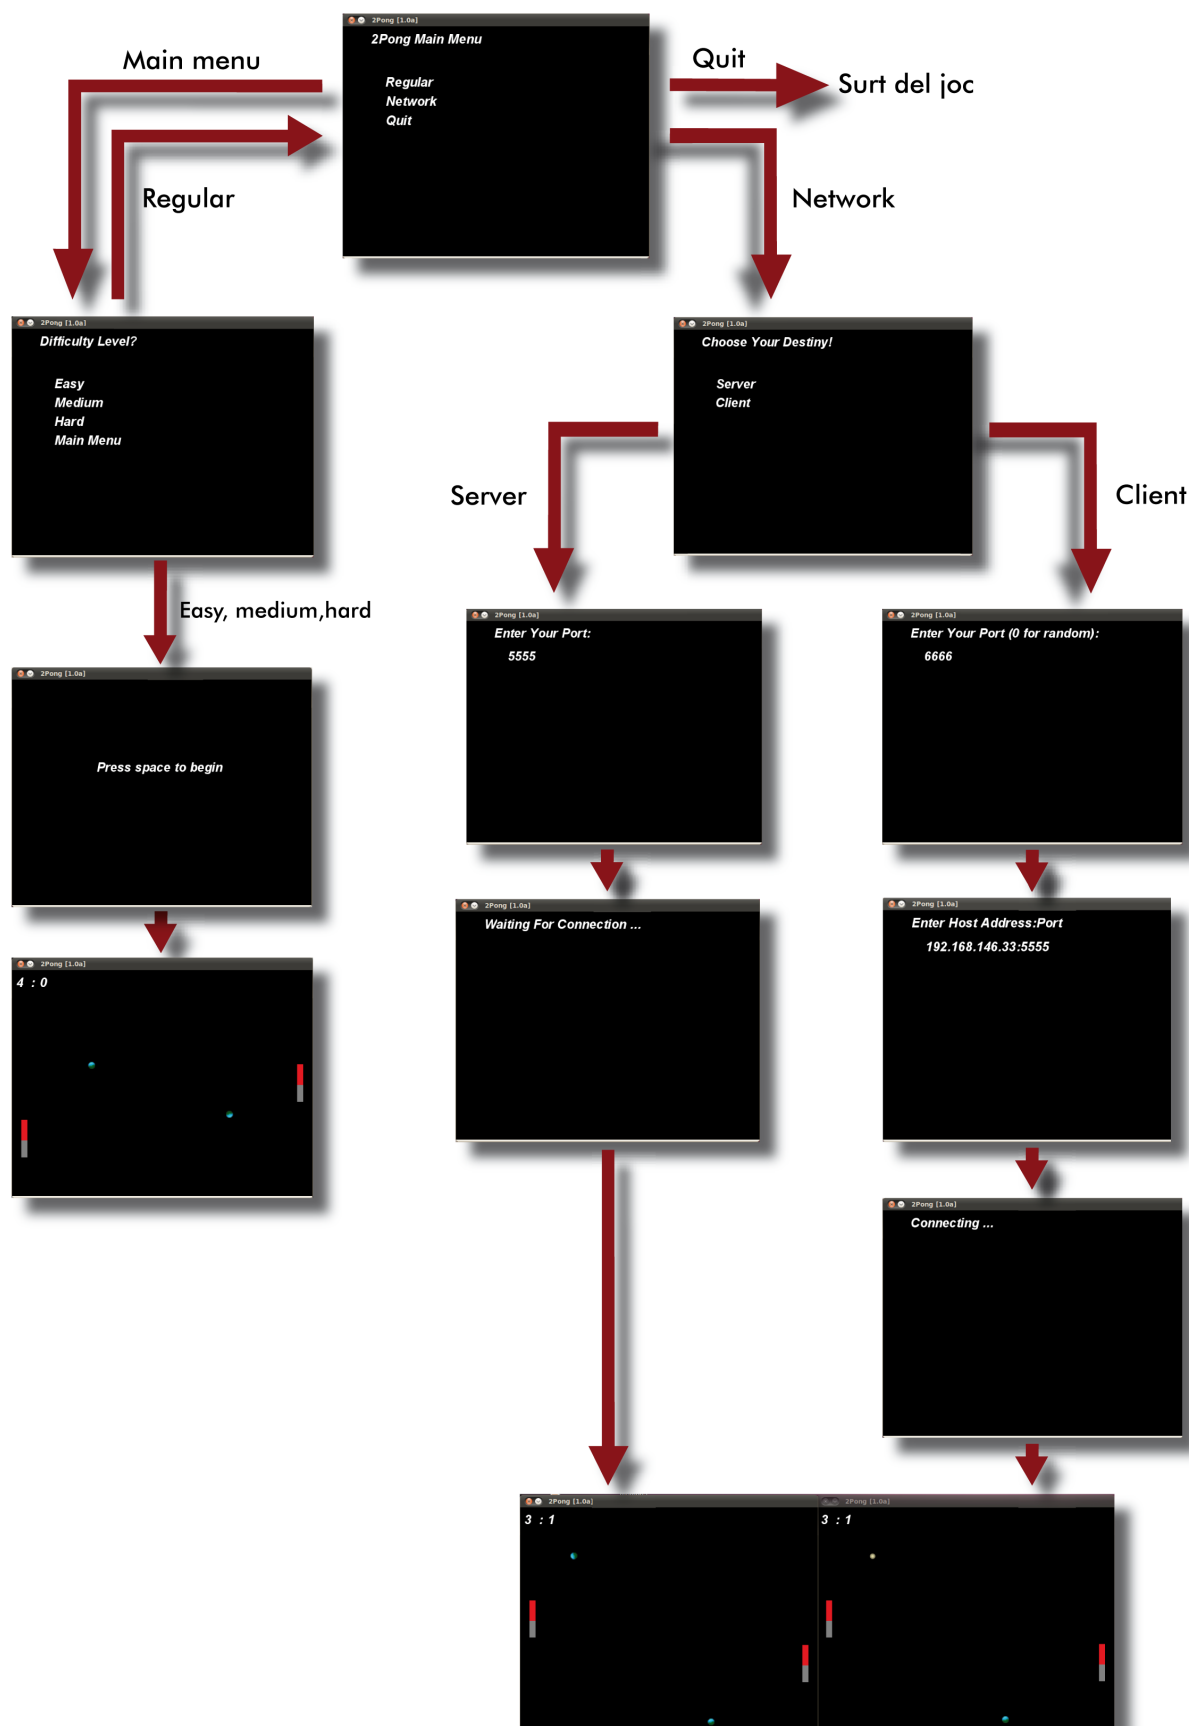 2Pong [1.0a]
2Pong Main Menu
Regular
Network
Quit
Main menu
Regular
Quit
Surt del joc
Network
2Pong [1.0a]
Difficulty Level?
Easy
Medium
Hard
Main Menu
Easy, medium,hard
2Pong [1.0a]
Press space to begin
2Pong [1.0a]
4 : 0
2Pong [1.0a]
Choose Your Destiny!
Server
Client
Server
Client
2Pong [1.0a]
Enter Your Port:
5555
2Pong [1.0a]
Waiting For Connection ...
2Pong [1.0a]
Enter Your Port (0 for random):
6666
2Pong [1.0a]
Enter Host Address:Port
192.168.146.33:5555
2Pong [1.0a]
Connecting ...
2Pong [1.0a]
3 : 1
2Pong [1.0a]
3 : 1